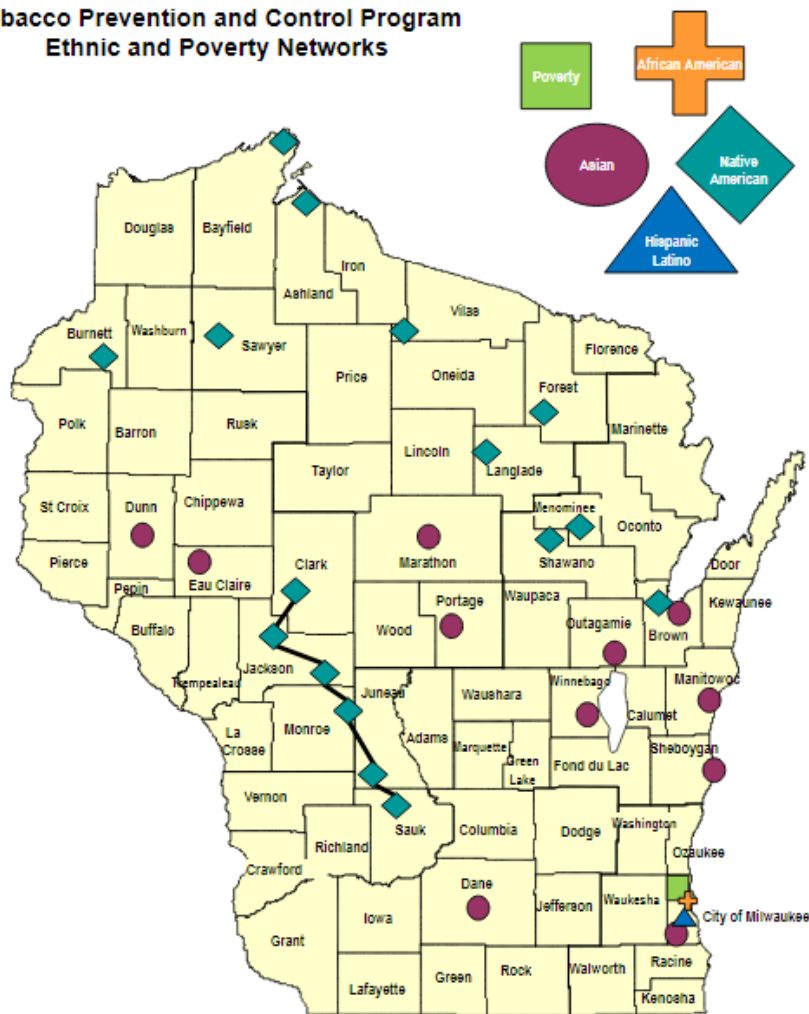 bacco Prevention and Control Program
Ethnic and Poverty Networks
Poverty
African American
Asian
Native
American
Hispanic
Latino
Douglas
Bayfield
Iron
Ashland
Vilas
Burnett
Washburn
Sawyer
Florence
Price
Oneida
Forest
Polk
Barron
Rusk
Marinette
Lincoln
Langlade
Taylor
St Croix
Dunn
Chippewa
Menominee
Oconto
Pierce
Eau Claire
Clark
Marathon
Shawano
Door
Pepin
Portage
Waupaca
Kewaunee
Buffalo
Wood
Outagamie
Brown
Trempealeau
Jackson
Juneau
Waushara
Winnebago
Manitowoc
La
Crosse
Monroe
Adams
Marquette
Green
Lake
Calumet
Sheboygan
Fond du Lac
Vernon
Sauk
Columbia
Dodge
Washington
Richland
Ozaukee
Crawford
Dane
Iowa
Jefferson
Waukesha
City of Milwaukee
Grant
Racine
Lafayette
Green
Rock
Walworth
Kenosha